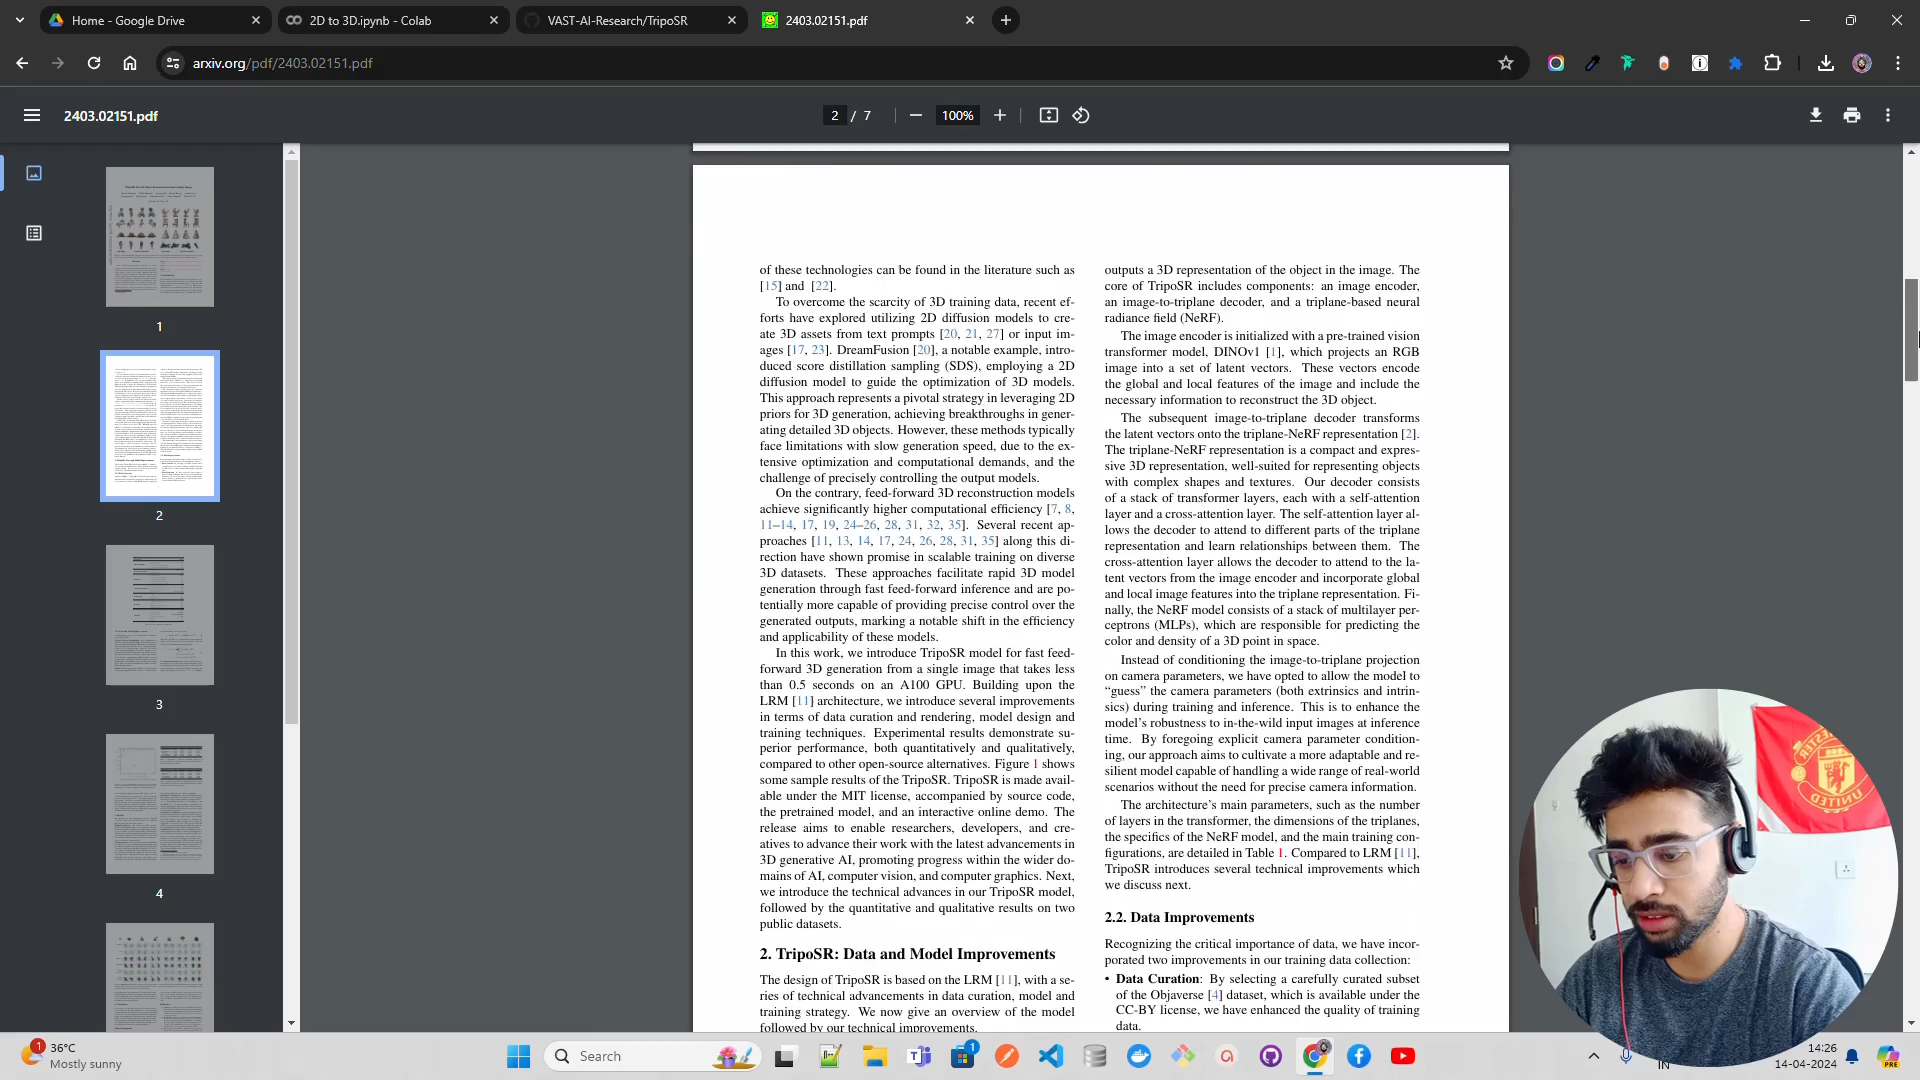 Home - Google Drive
2D to 3D.ipynb - Colab
VAST-AI-Research/TripoSR
2403.02151.pdf
arxiv.org/pdf/2403.02151.pdf
2403.02151.pdf
2 / 7
100%
1
2
3
4
of these technologies can be found in the literature such as
[15] and [22].
To overcome the scarcity of 3D training data, recent ef-
forts have explored utilizing 2D diffusion models to cre-
ate 3D assets from text prompts [20, 21, 27] or input im-
ages [17, 23]. DreamFusion [20], a notable example, intro-
duced score distillation sampling (SDS), employing a 2D
diffusion model to guide the optimization of 3D models.
This approach represents a pivotal strategy in leveraging 2D
priors for 3D generation, achieving breakthroughs in gener-
ating detailed 3D objects. However, these methods typically
face limitations with slow generation speed, due to the ex-
tensive optimization and computational demands, and the
challenge of precisely controlling the output models.
On the contrary, feed-forward 3D reconstruction models
achieve significantly higher computational efficiency [7, 8,
11–14, 17, 19, 24–26, 28, 31, 32, 35]. Several recent ap-
proaches [11, 13, 14, 17, 24, 26, 28, 31, 35] along this di-
rection have shown promise in scalable training on diverse
3D datasets. These approaches facilitate rapid 3D model
generation through fast feed-forward inference and are po-
tentially more capable of providing precise control over the
generated outputs, marking a notable shift in the efficiency
and applicability of these models.
In this work, we introduce TripoSR model for fast feed-
forward 3D generation from a single image that takes less
than 0.5 seconds on an A100 GPU. Building upon the
LRM [11] architecture, we introduce several improvements
in terms of data curation and rendering, model design and
training techniques. Experimental results demonstrate su-
perior performance, both quantitatively and qualitatively,
compared to other open-source alternatives. Figure 1 shows
some sample results of the TripoSR. TripoSR is made avail-
able under the MIT license, accompanied by source code,
the pretrained model, and an interactive online demo. The
release aims to enable researchers, developers, and cre-
atives to advance their work with the latest advancements in
3D generative AI, promoting progress within the wider do-
mains of AI, computer vision, and computer graphics. Next,
we introduce the technical advances in our TripoSR model,
followed by the quantitative and qualitative results on two
public datasets.
2. TripoSR: Data and Model Improvements
The design of TripoSR is based on the LRM [11], with a se-
ries of technical advancements in data curation, model and
training strategy. We now give an overview of the model
followed by our technical improvements.
outputs a 3D representation of the object in the image. The
core of TripoSR includes components: an image encoder,
an image-to-triplane decoder, and a triplane-based neural
radiance field (NeRF).
The image encoder is initialized with a pre-trained vision
transformer model, DINOv1 [1], which projects an RGB
image into a set of latent vectors. These vectors encode
the global and local features of the image and include the
necessary information to reconstruct the 3D object.
The subsequent image-to-triplane decoder transforms
the latent vectors onto the triplane-NeRF representation [2].
The triplane-NeRF representation is a compact and expres-
sive 3D representation, well-suited for representing objects
with complex shapes and textures. Our decoder consists
of a stack of transformer layers, each with a self-attention
layer and a cross-attention layer. The self-attention layer al-
lows the decoder to attend to different parts of the triplane
representation and learn relationships between them. The
cross-attention layer allows the decoder to attend to the la-
tent vectors from the image encoder and incorporate global
and local image features into the triplane representation. Fi-
nally, the NeRF model consists of a stack of multilayer per-
ceptrons (MLPs), which are responsible for predicting the
color and density of a 3D point in space.
Instead of conditioning the image-to-triplane projection
on camera parameters, we have opted to allow the model to
“guess” the camera parameters (both extrinsics and intrin-
sics) during training and inference. This is to enhance the
model’s robustness to in-the-wild input images at inference
time. By foregoing explicit camera parameter condition-
ing, our approach aims to cultivate a more adaptive and re-
silient model capable of handling a wide range of real-world
scenarios without the need for precise camera information.
The architecture’s main parameters, such as the number
of layers in the transformer, the dimensions of the triplanes,
the specifics of the NeRF model, and the main training con-
figurations, are detailed in Table 1. Compared to LRM [11],
TripoSR introduces several technical improvements which
we discuss next.
2.2. Data Improvements
Recognizing the critical importance of data, we have incor-
porated two improvements in our training data collection:
• Data Curation: By selecting a carefully curated subset
of the Objaverse [4] dataset, which is available under the
CC-BY license, we have enhanced the quality of training
data.
UNITED
1
36°C
Mostly sunny
Search
1
IN
14:26
14-04-2024
PRE